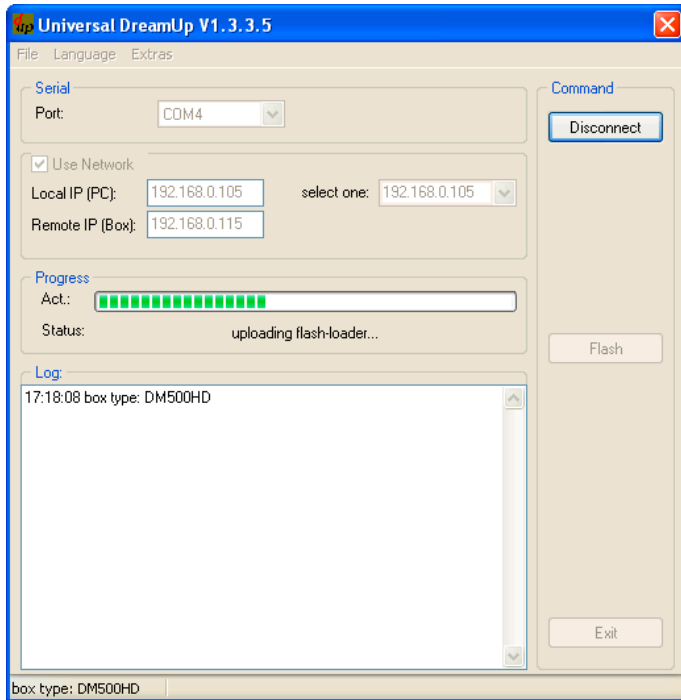 up Universal DreamUp V1.3.3.5
File Language Extras
Serial
Port: COM4
Use Network
Local IP (PC): 192.168.0.105 select one: 192.168.0.105
Remote IP (Box): 192.168.0.115
Progress
Act.:
Status: uploading flash-loader...
Log:
17:18:08 box type: DM500HD
Command
Disconnect
Flash
Exit
box type: DM500HD